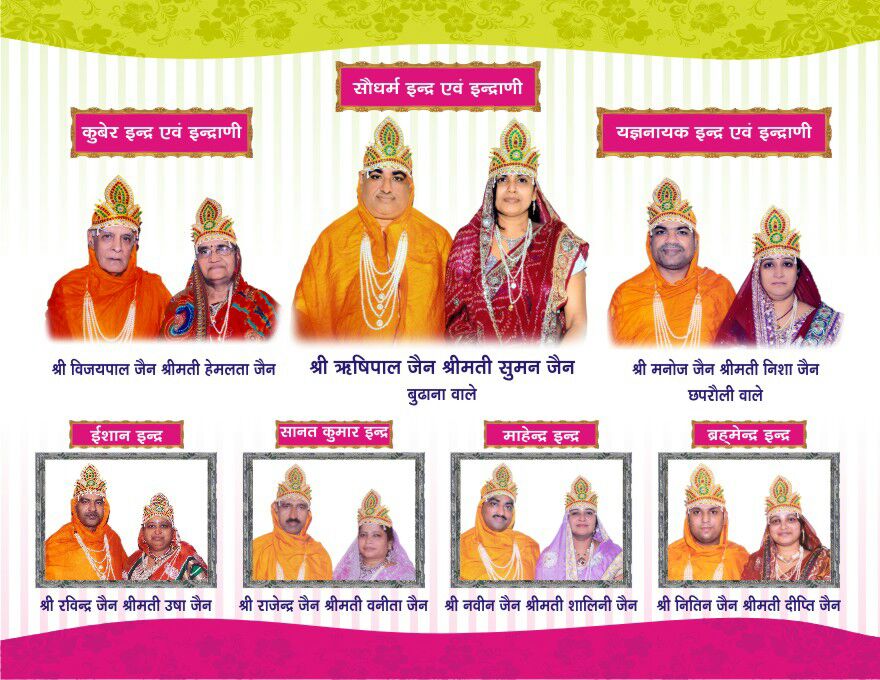 सौधर्म इन्द्र एवं इन्द्राणी
कुबेर इन्द्र एवं इन्द्राणी
यज्ञनायक इन्द्र एवं इन्द्राणी
श्री विजयपाल जैन श्रीमती हेमलता जैन
श्री ऋषिपाल जैन श्रीमती सुमन जैन
बुढाना वाले
श्री मनोज जैन श्रीमती निशा जैन
छपरौली वाले
ईशान इन्द्र
सानत कुमार इन्द्र
माहेन्द्र इन्द्र
ब्रह्मेन्द्र इन्द्र
श्री रविन्द्र जैन श्रीमती उषा जैन
श्री राजेन्द्र जैन श्रीमती वनीता जैन
श्री नवीन जैन श्रीमती शालिनी जैन
श्री नितिन जैन श्रीमती दीप्ति जैन